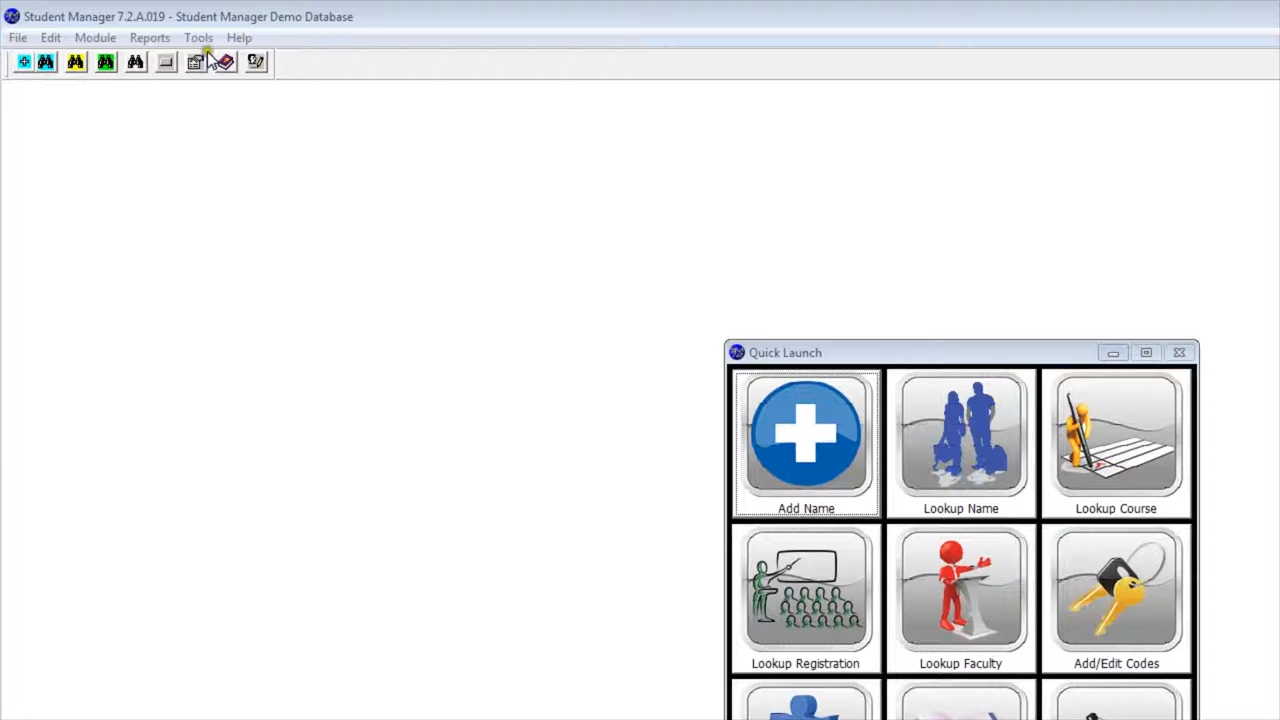 Student Manager 7.2.A.019 - Student Manager Demo Database
File Edit Module Reports Tools Help
Quick Launch
Add Name Lookup Name Lookup Course
Lookup Registration Lookup Faculty Add/Edit Codes